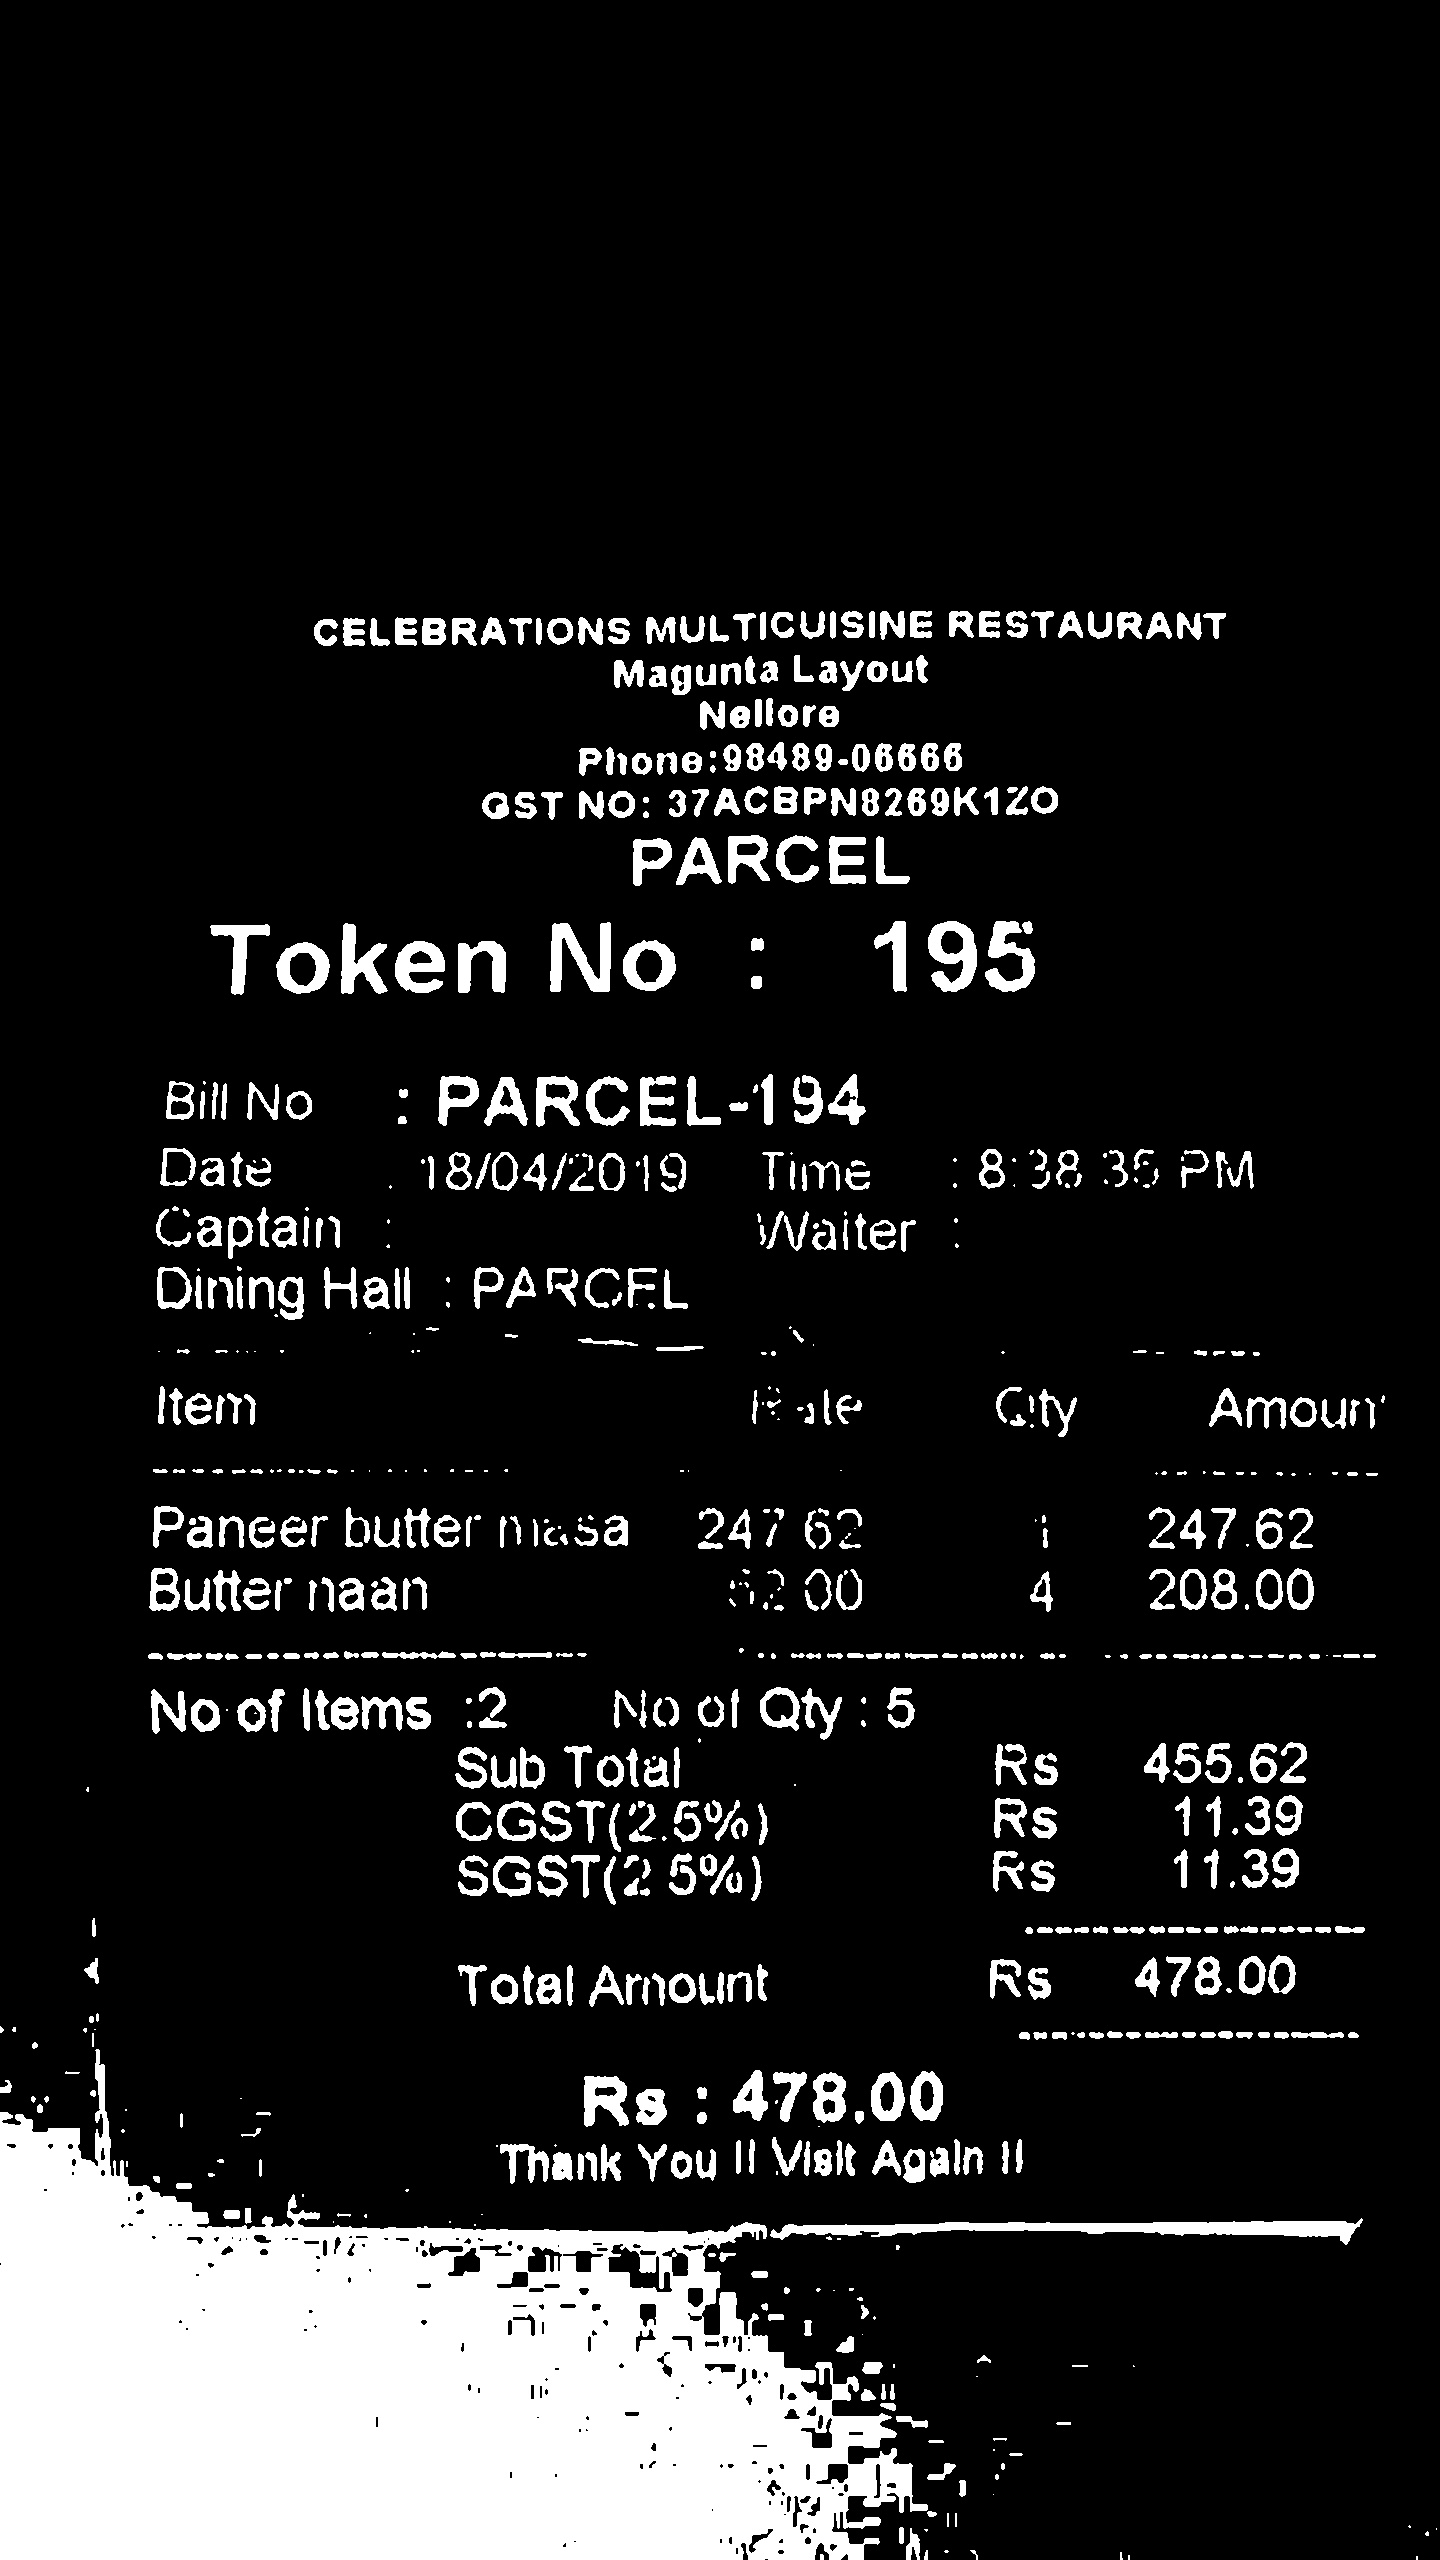 CELEBRATIONS MULTICUISINE RESTAURANT
Magunta Layout
Nellore
Phone:98489-06666
GST NO: 37ACBPN8269K1ZO
PARCEL
Token No : 195
Bill No : PARCEL-194
Date : 18/04/2019 Time : 8:38:35 PM
Captain : Waiter :
Dining Hall : PARCEL
Item Rate Qty Amount
Paneer butter masa 247.62 1 247.62
Butter naan 52.00 4 208.00
No of Items :2 No of Qty : 5
Sub Total Rs 455.62
CGST(2.5%) Rs 11.39
SGST(2.5%) Rs 11.39
Total Amount Rs 478.00
Rs : 478.00
Thank You !! Visit Again !!